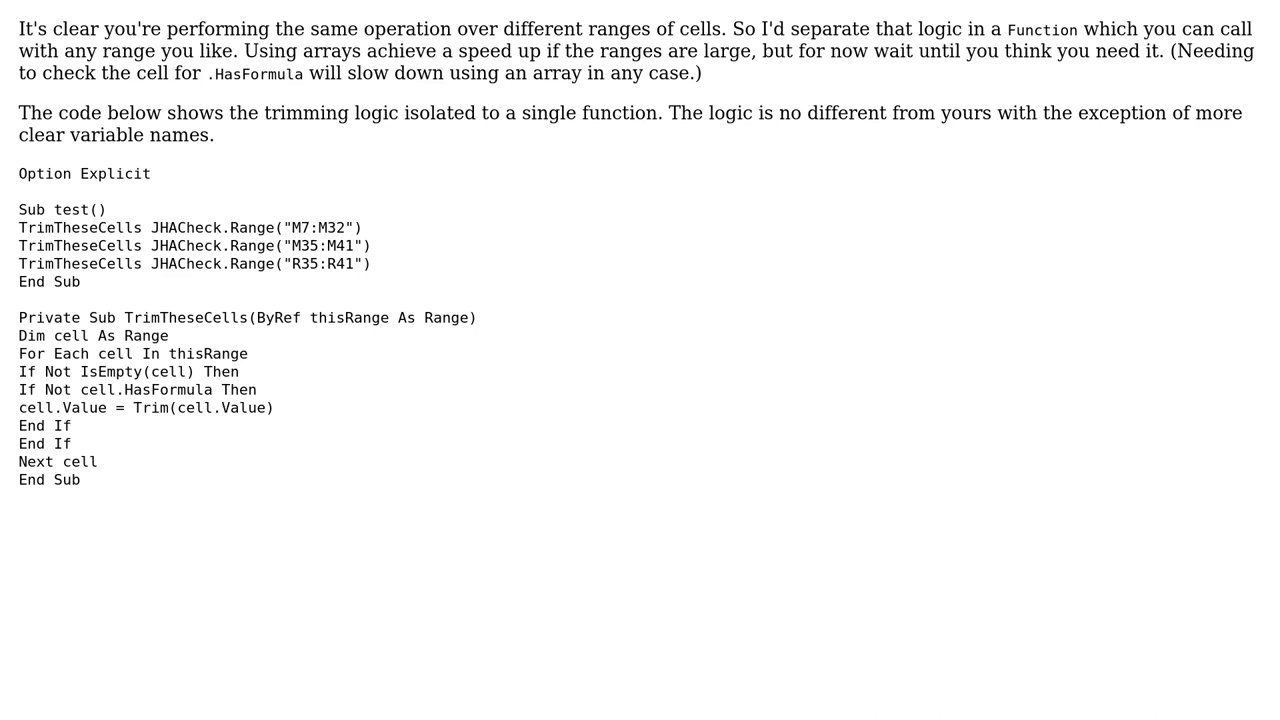 It's clear you're performing the same operation over different ranges of cells. So I'd separate that logic in a Function which you can call
with any range you like. Using arrays achieve a speed up if the ranges are large, but for now wait until you think you need it. (Needing
to check the cell for .HasFormula will slow down using an array in any case.)
The code below shows the trimming logic isolated to a single function. The logic is no different from yours with the exception of more
clear variable names.
Option Explicit
Sub test()
TrimTheseCells JHACheck.Range("M7:M32")
TrimTheseCells JHACheck.Range("M35:M41")
TrimTheseCells JHACheck.Range("R35:R41")
End Sub
Private Sub TrimTheseCells(ByRef thisRange As Range)
Dim cell As Range
For Each cell In thisRange
If Not IsEmpty(cell) Then
If Not cell.HasFormula Then
cell.Value = Trim(cell.Value)
End If
End If
Next cell
End Sub